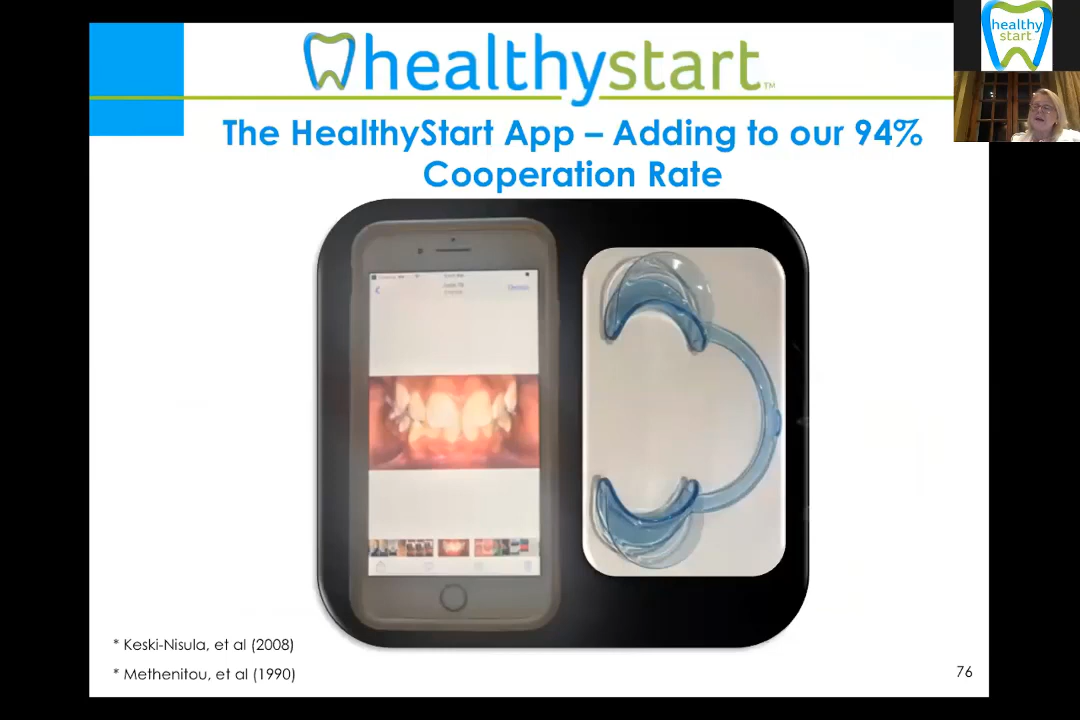 healthystart™
healthy
start
The HealthyStart App – Adding to our 94%
Cooperation Rate
* Keski-Nisula, et al (2008)
* Methenitou, et al (1990)
76